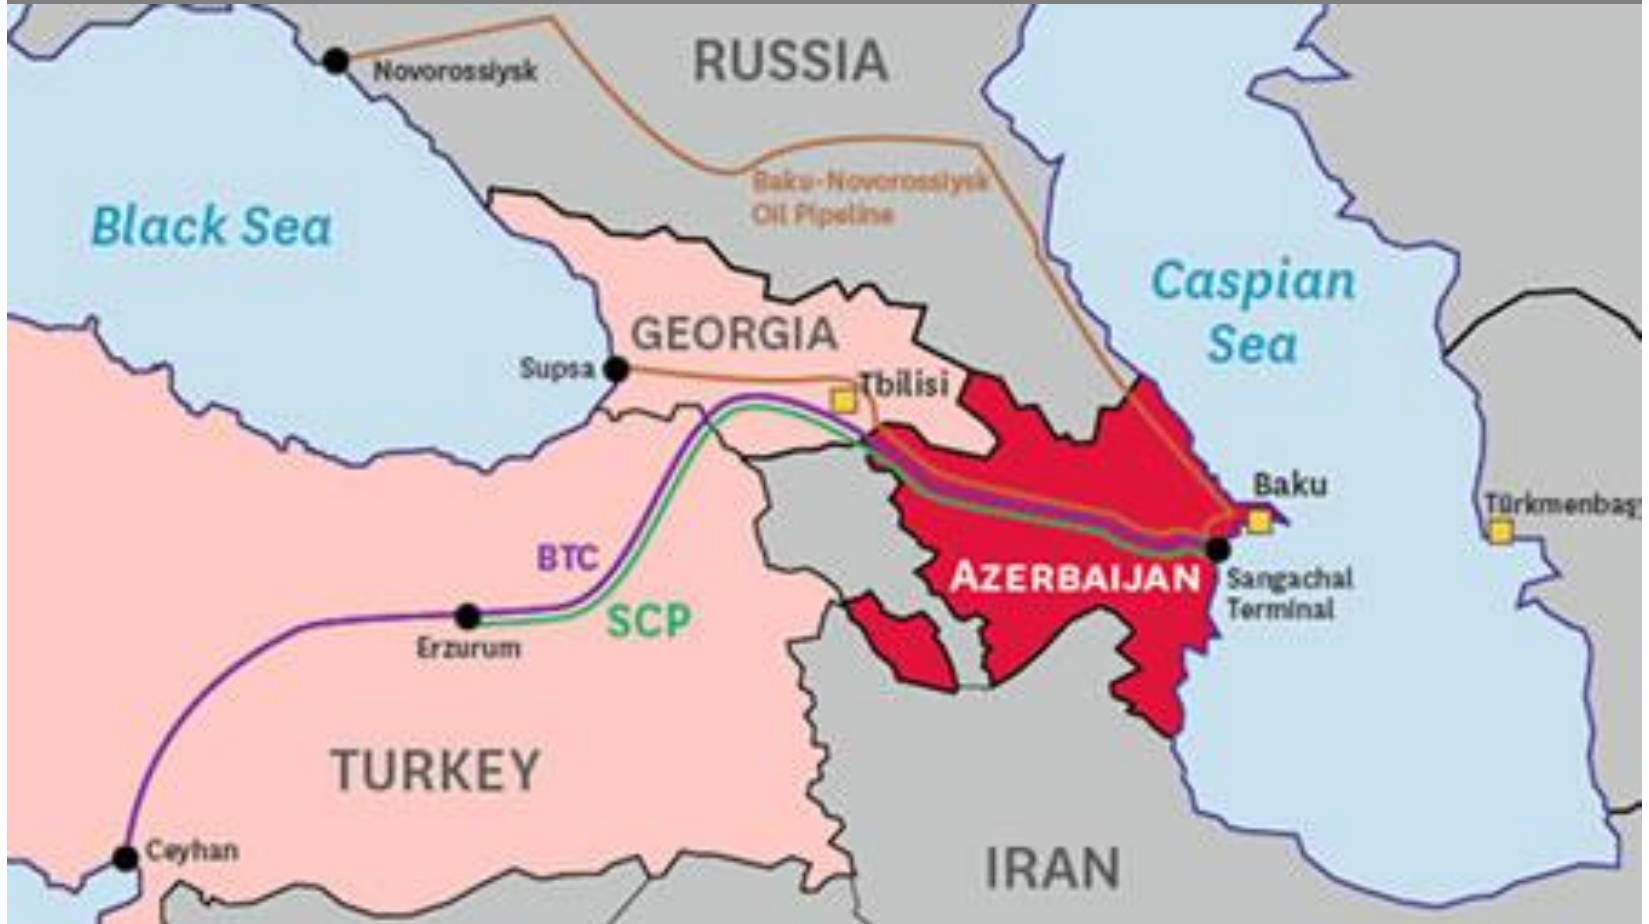 RUSSIA
Novorossiysk
Baku-Novorossiysk
Oil Pipeline
Black Sea
Caspian
Sea
GEORGIA
Supsa
Tbilisi
Baku
Türkmenbaşy
BTC
AZERBAIJAN
Sangachal
Terminal
SCP
Erzurum
TURKEY
Ceyhan
IRAN